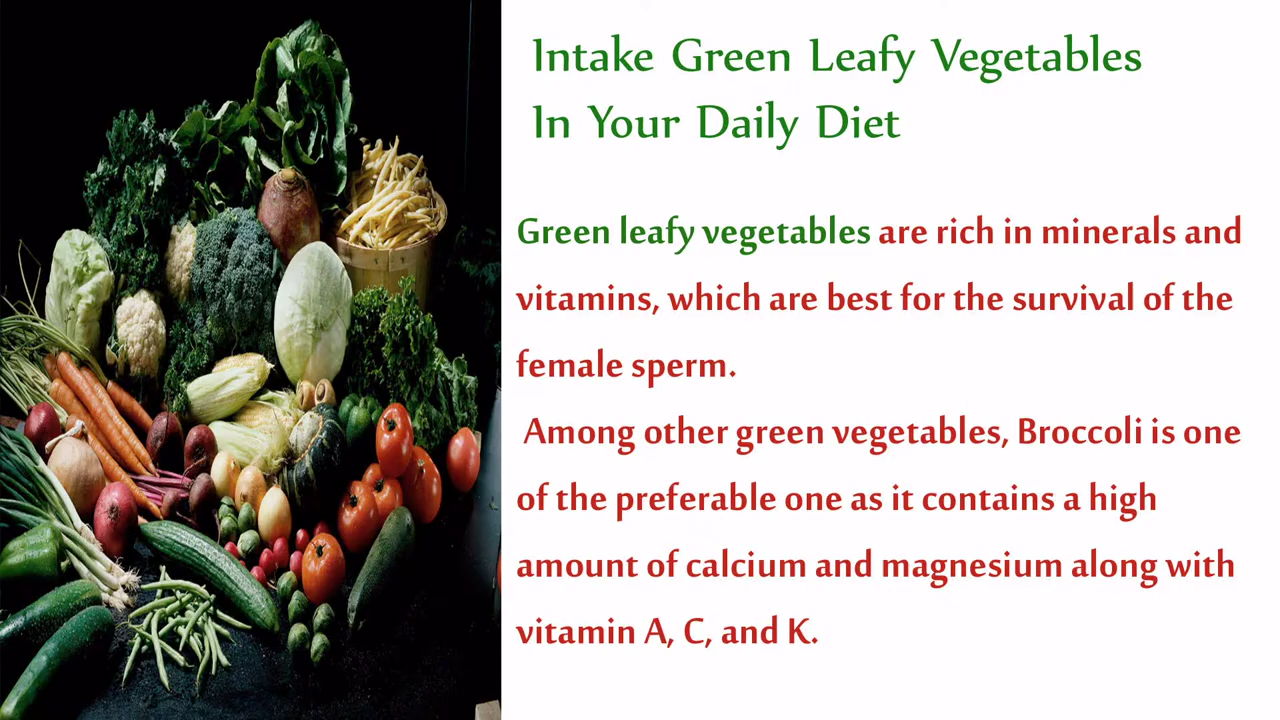 Intake Green Leafy Vegetables
In Your Daily Diet
Green leafy vegetables are rich in minerals and
vitamins, which are best for the survival of the
female sperm.
Among other green vegetables, Broccoli is one
of the preferable one as it contains a high
amount of calcium and magnesium along with
vitamin A, C, and K.